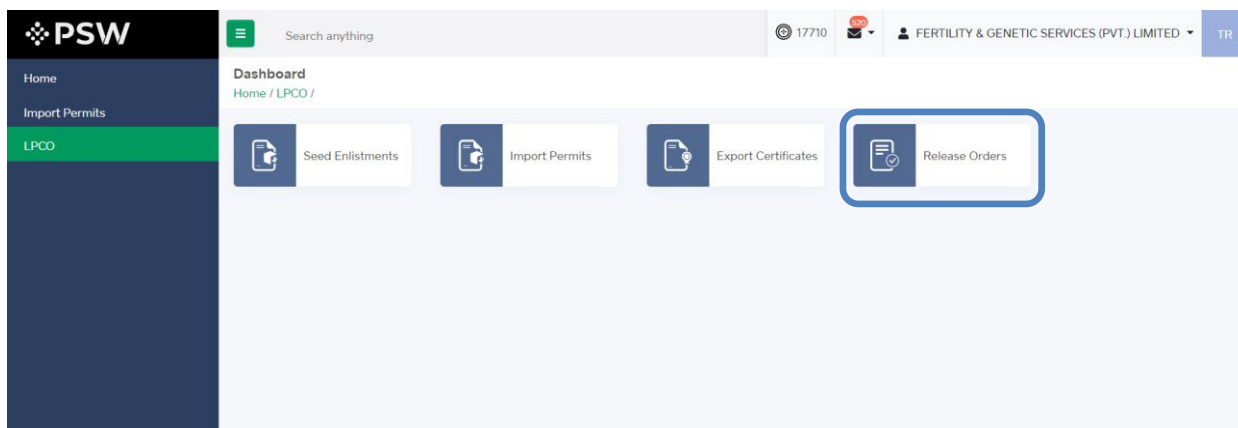 PSW
Search anything
17710
520
FERTILITY & GENETIC SERVICES (PVT.) LIMITED
TR
Home
Import Permits
LPCO
Dashboard
Home / LPCO /
Seed Enlistments
Import Permits
Export Certificates
Release Orders